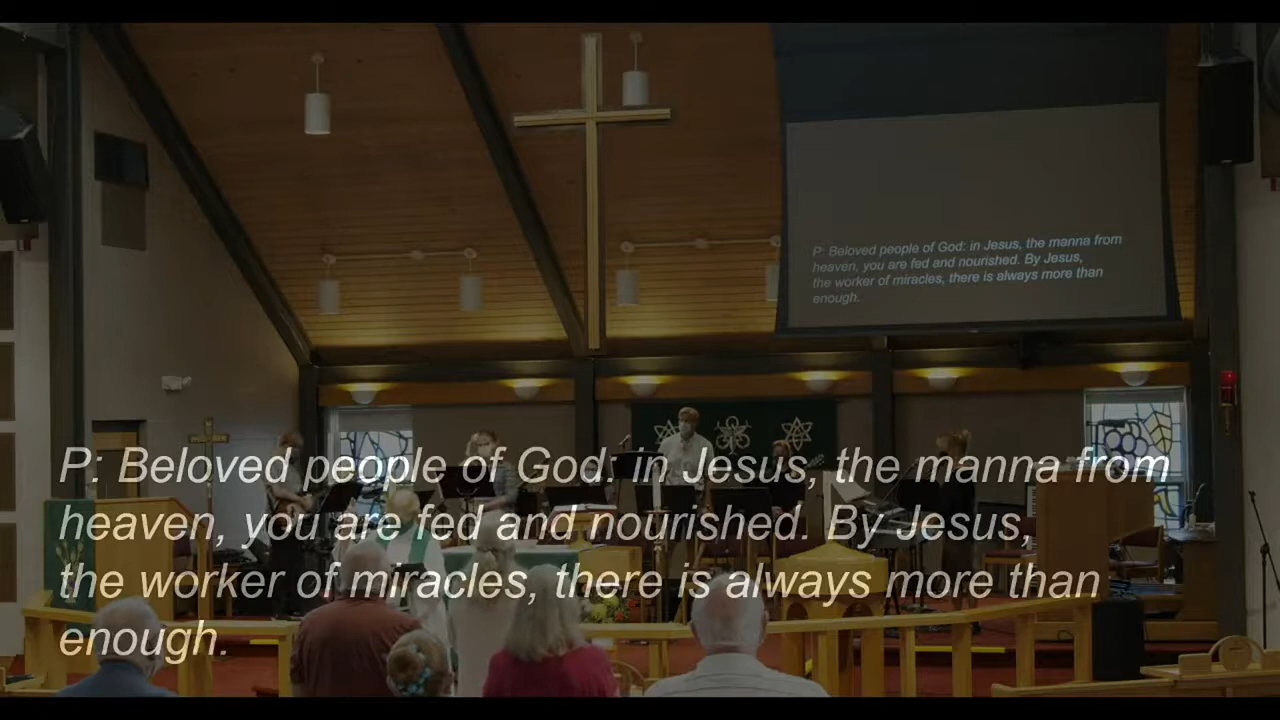 P: Beloved people of God: in Jesus, the manna from
heaven, you are fed and nourished. By Jesus,
the worker of miracles, there is always more than
enough.
P: Beloved people of God: in Jesus, the manna from
heaven, you are fed and nourished. By Jesus,
the worker of miracles, there is always more than
enough.